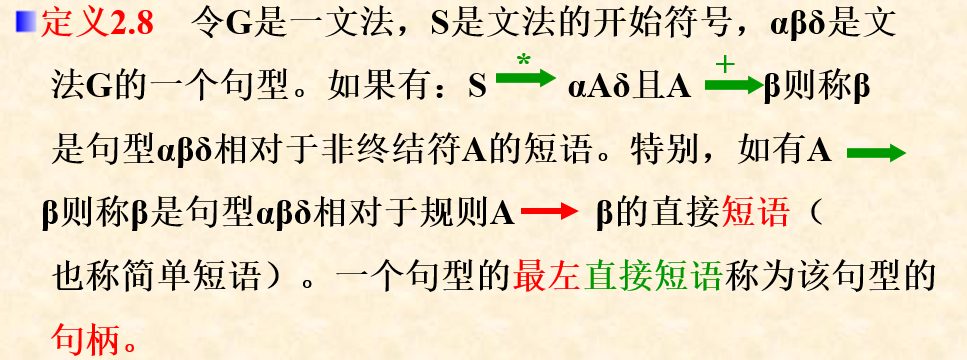 定义2.8 令G是一文法，S是文法的开始符号，αβδ是文
法G的一个句型。如果有：S * αAδ且A + β则称β
是句型αβδ相对于非终结符A的短语。特别，如有A
β则称β是句型αβδ相对于规则A β的直接短语（
也称简单短语）。一个句型的最左直接短语称为该句型的
句柄。